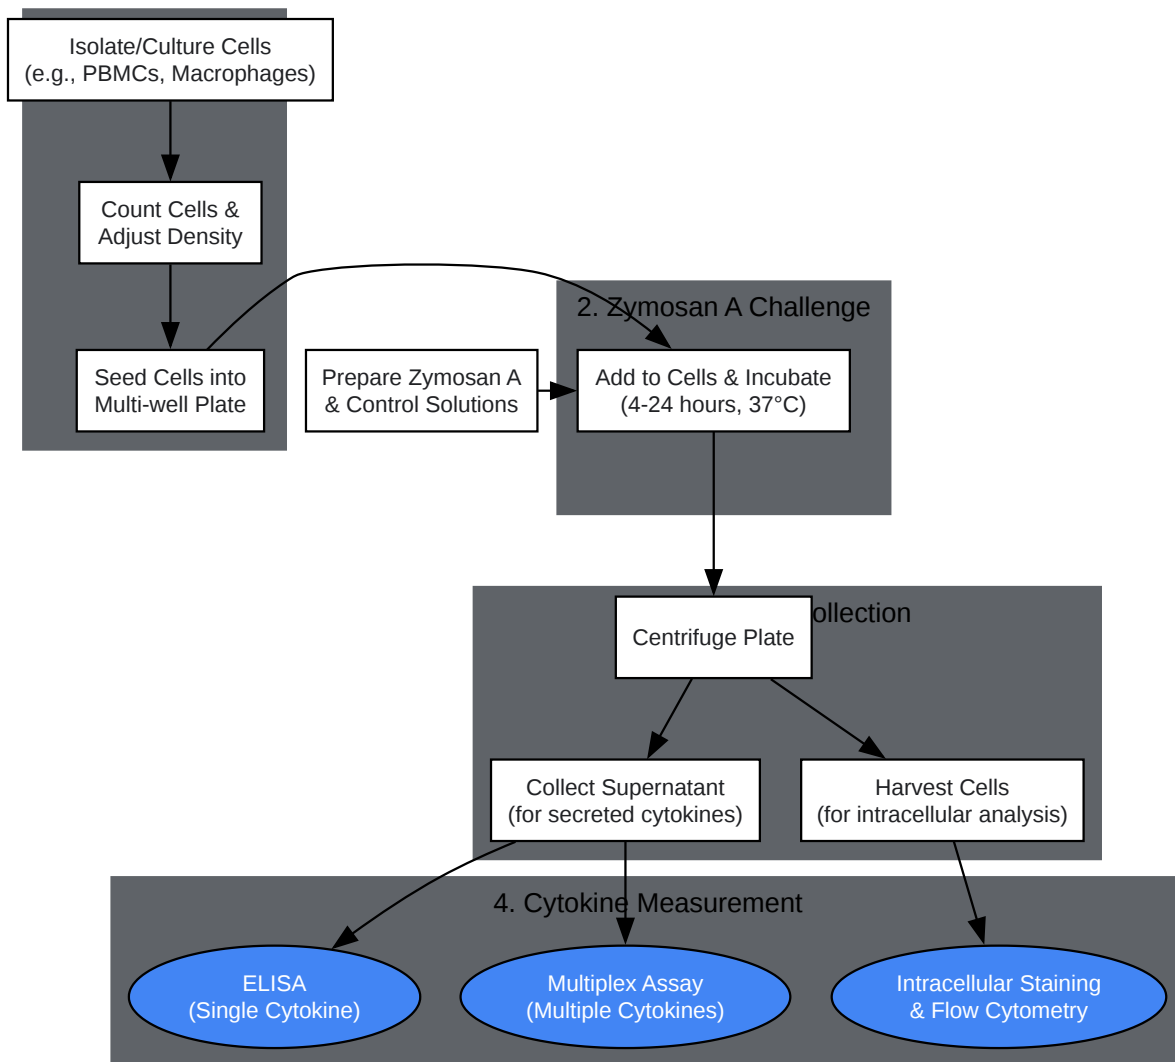 Isolate/Culture Cells
(e.g., PBMCs, Macrophages)
Count Cells &
Adjust Density
Seed Cells into
Multi-well Plate
2. Zymosan A Challenge
Prepare Zymosan A
& Control Solutions
Add to Cells & Incubate
(4-24 hours, 37°C)
ollection
Centrifuge Plate
Collect Supernatant
(for secreted cytokines)
Harvest Cells
(for intracellular analysis)
4. Cytokine Measurement
ELISA
(Single Cytokine)
Multiplex Assay
(Multiple Cytokines)
Intracellular Staining
& Flow Cytometry